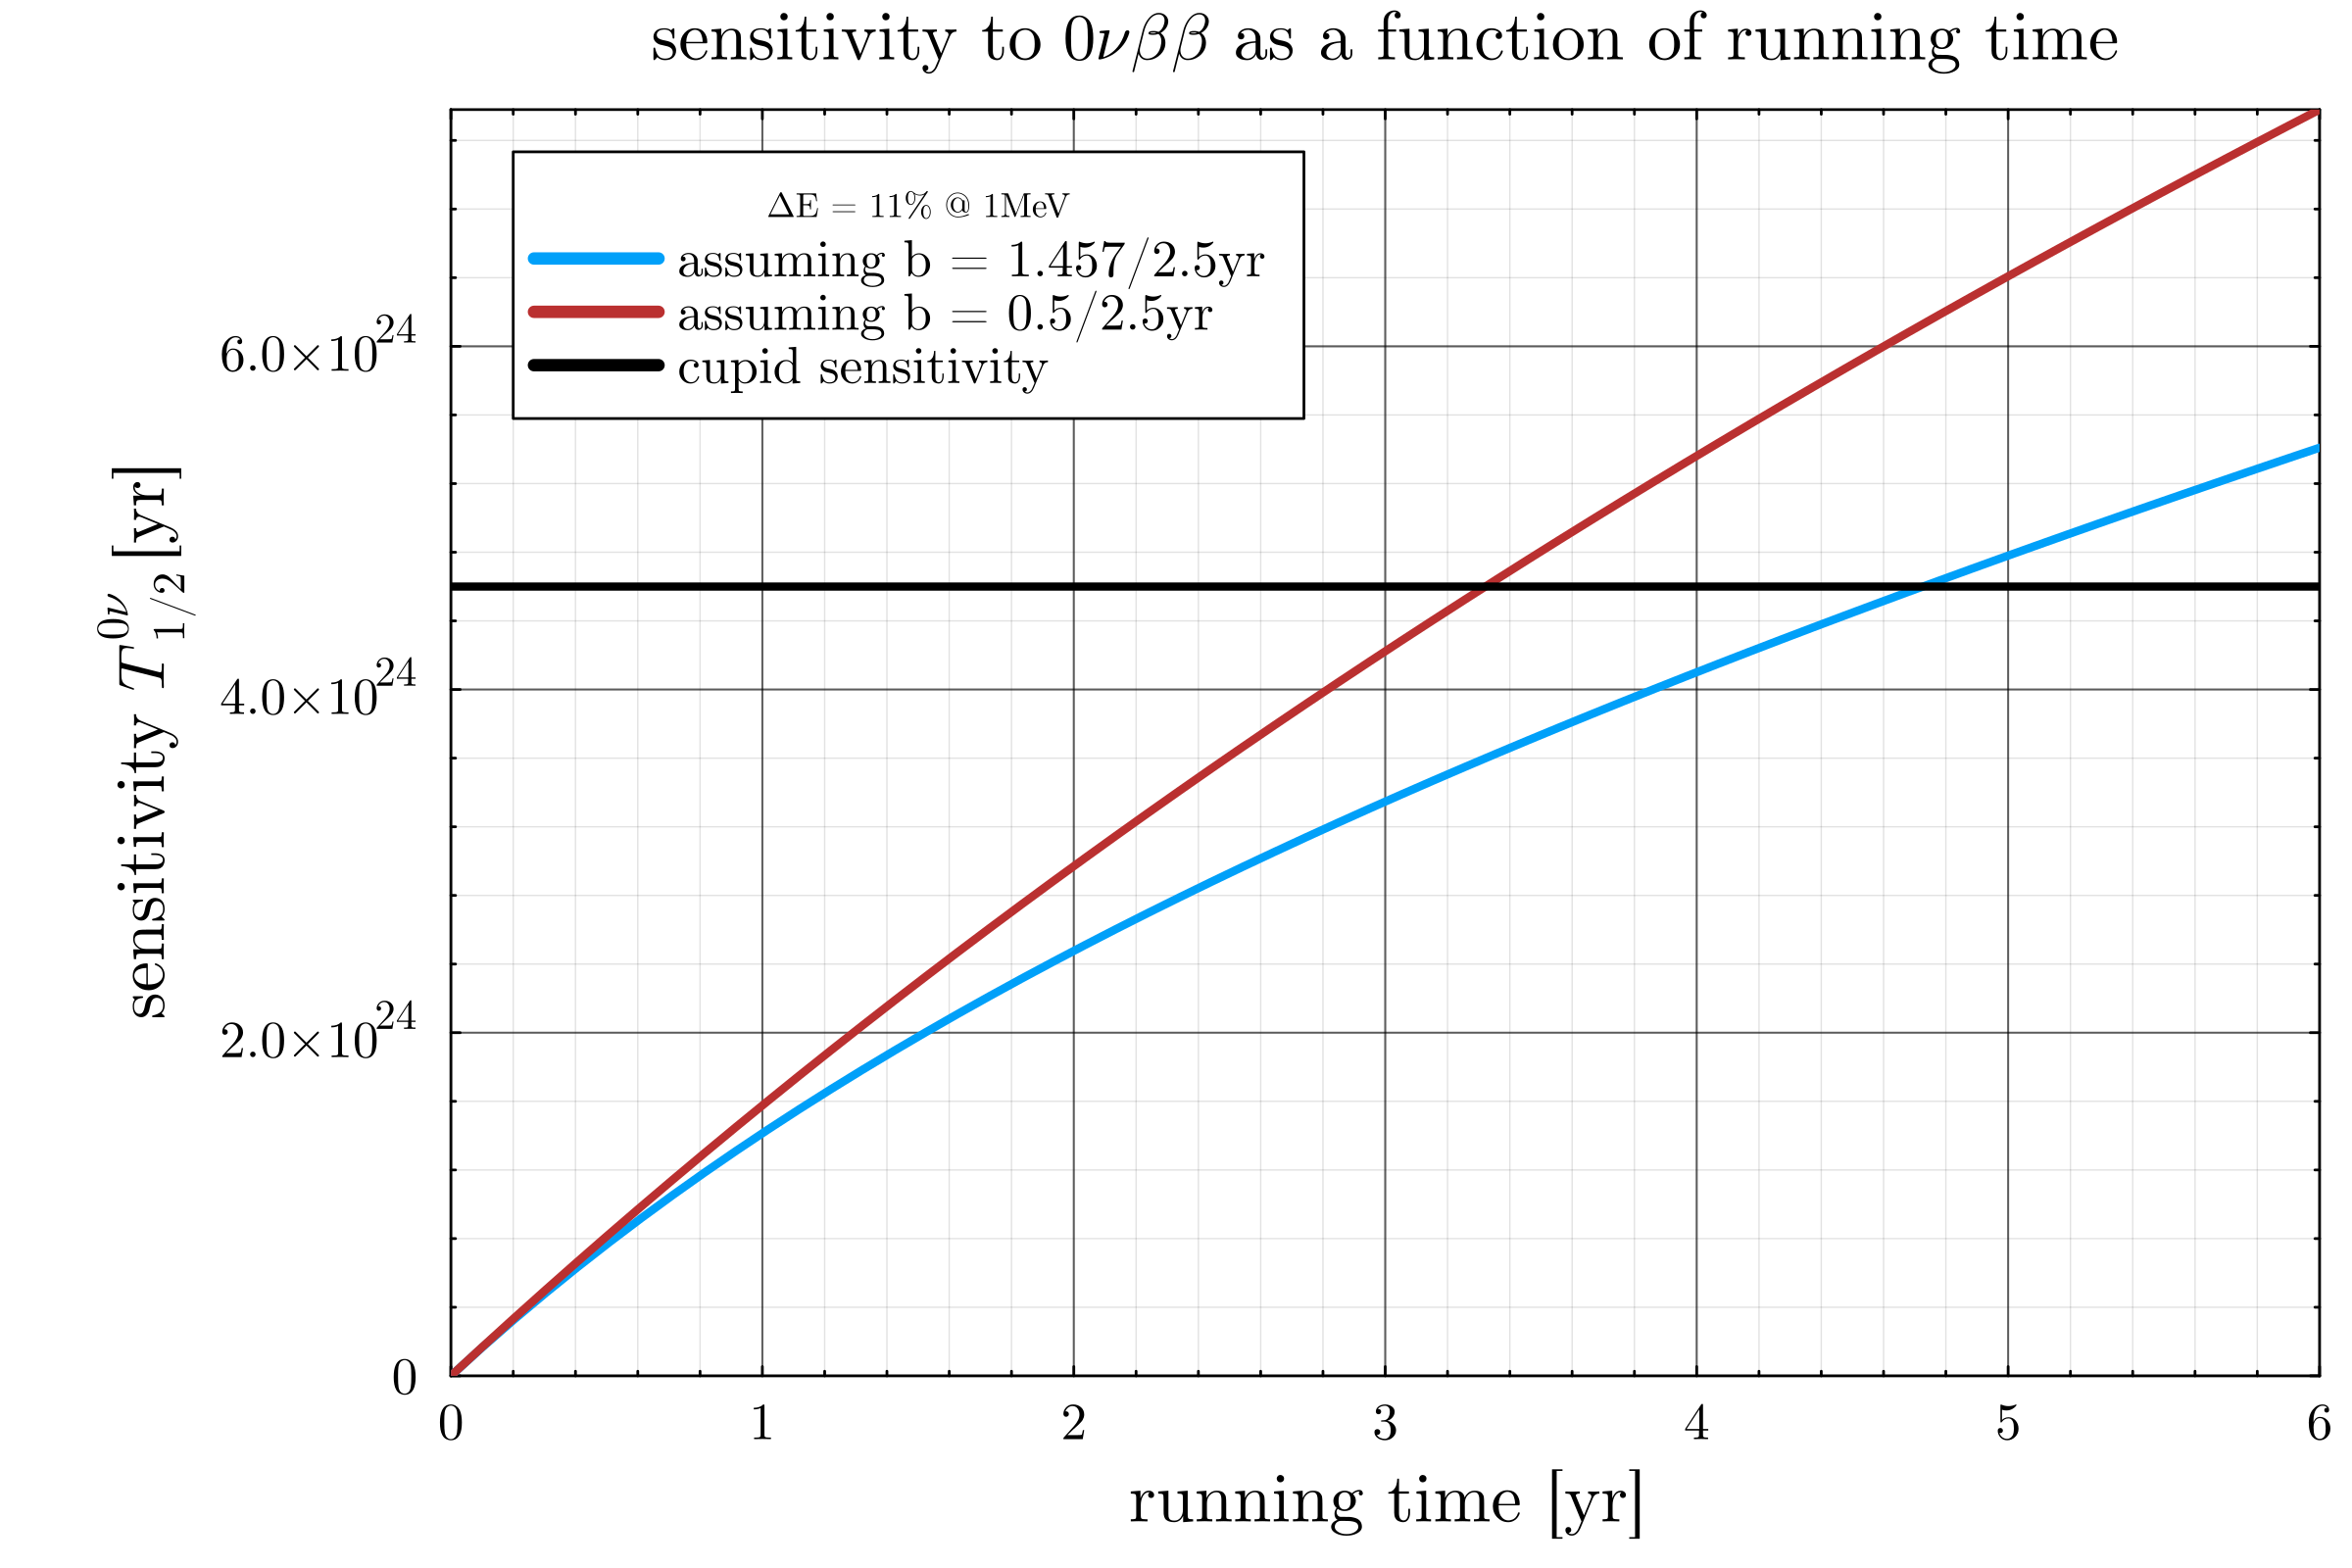 sensitivity to 0νββ as a function of running time
ΔE = 11% @ 1MeV
assuming b = 1.457/2.5yr
assuming b = 0.5/2.5yr
cupid sensitivity
sensitivity T^{0ν}_{1/2} [yr]
6.0×10^{24}
4.0×10^{24}
2.0×10^{24}
0
0 1 2 3 4 5 6
running time [yr]